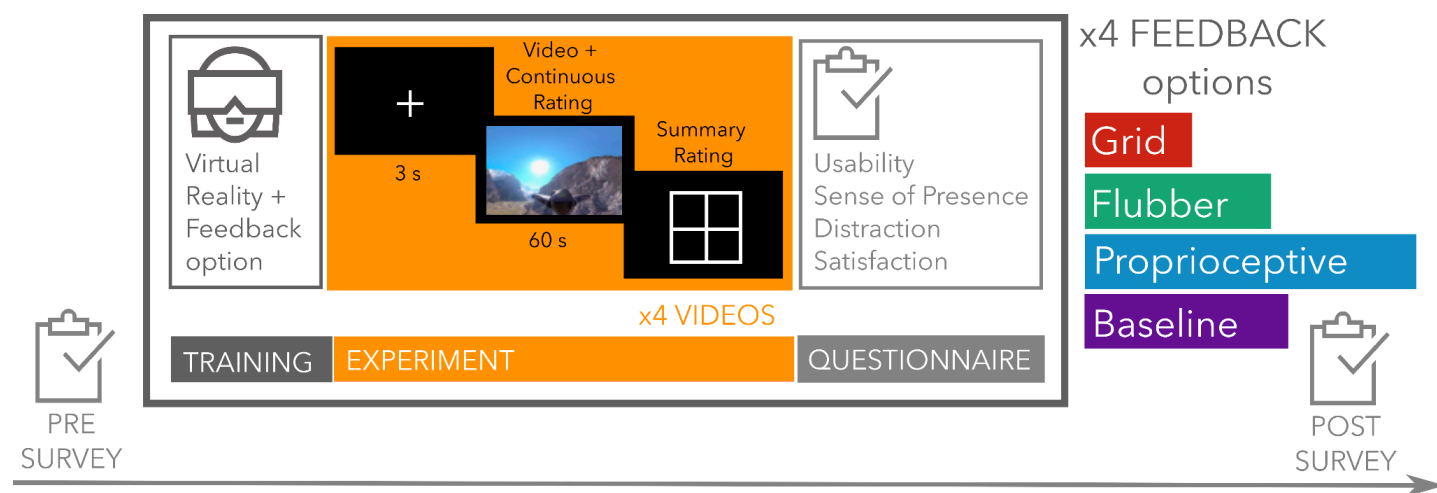 PRE
SURVEY
Virtual
Reality +
Feedback
option
TRAINING
3 s
Video +
Continuous
Rating
60 s
Summary
Rating
x4 VIDEOS
EXPERIMENT
Usability
Sense of Presence
Distraction
Satisfaction
QUESTIONNAIRE
x4 FEEDBACK
options
Grid
Flubber
Proprioceptive
Baseline
POST
SURVEY